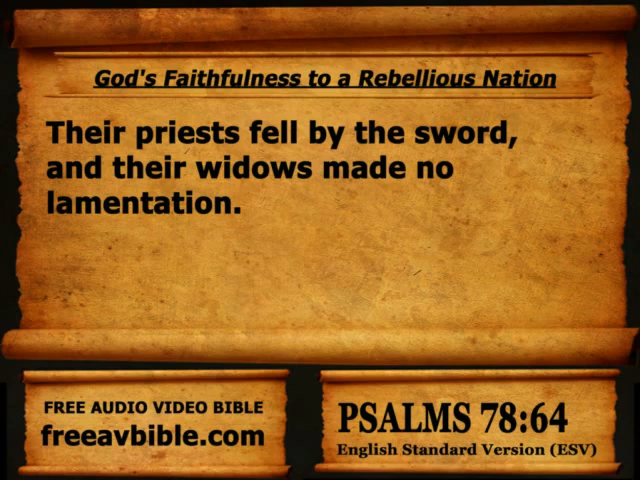 God's Faithfulness to a Rebellious Nation
Their priests fell by the sword,
and their widows made no
lamentation.
FREE AUDIO VIDEO BIBLE
freeavbible.com
PSALMS 78:64
English Standard Version (ESV)